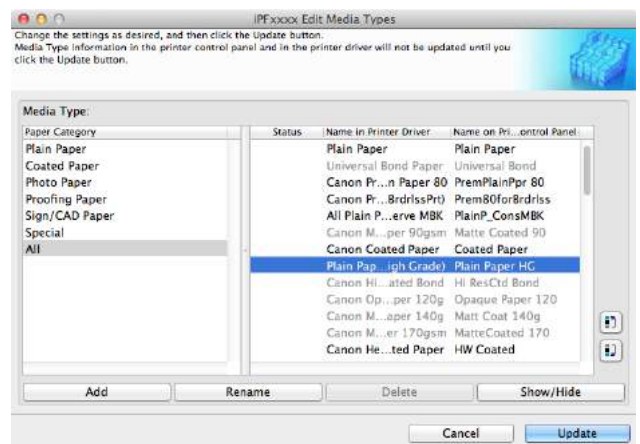 iPFxxxx Edit Media Types
Change the settings as desired, and then click the Update button.
Media Type Information in the printer control panel and in the printer driver will not be updated until you
click the Update button.
Media Type:
Paper Category Status Name in Printer Driver Name on Pri...ontrol Panel
Plain Paper Plain Paper Plain Paper
Coated Paper Universal Bond Paper Universal Bond
Photo Paper Canon Pr...n Paper 80 PremPlainPpr 80
Proofing Paper Canon Pr...BrdrlssPrt) Prem80forBrdrlss
Sign/CAD Paper All Plain P...erve MBK PlainP_ConsMBK
Special Canon M...per 90gsm Matte Coated 90
All Canon Coated Paper Coated Paper
Plain Pap...igh Grade) Plain Paper HG
Canon Hi...ated Bond Hi ResCtd Bond
Canon Op...per 120g Opaque Paper 120
Canon M...aper 140g Matt Coat 140g
Canon M...er 170gsm MatteCoated 170
Canon He...ted Paper HW Coated
Add Rename Delete Show/Hide
Cancel Update